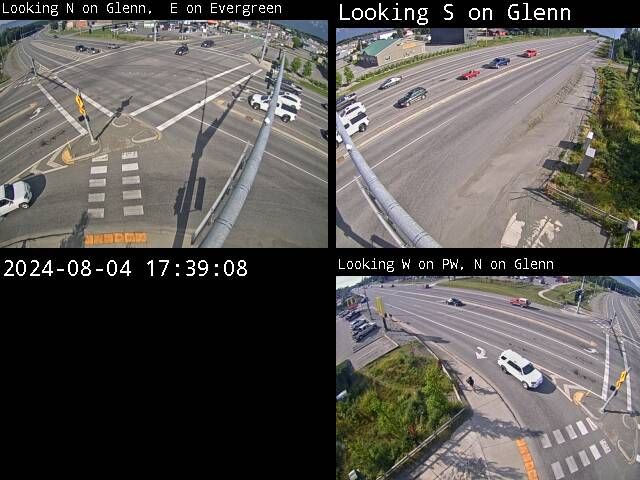 Looking N on Glenn, E on Evergreen
Looking S on Glenn
2024-08-04 17:39:08
Looking W on PW, N on Glenn